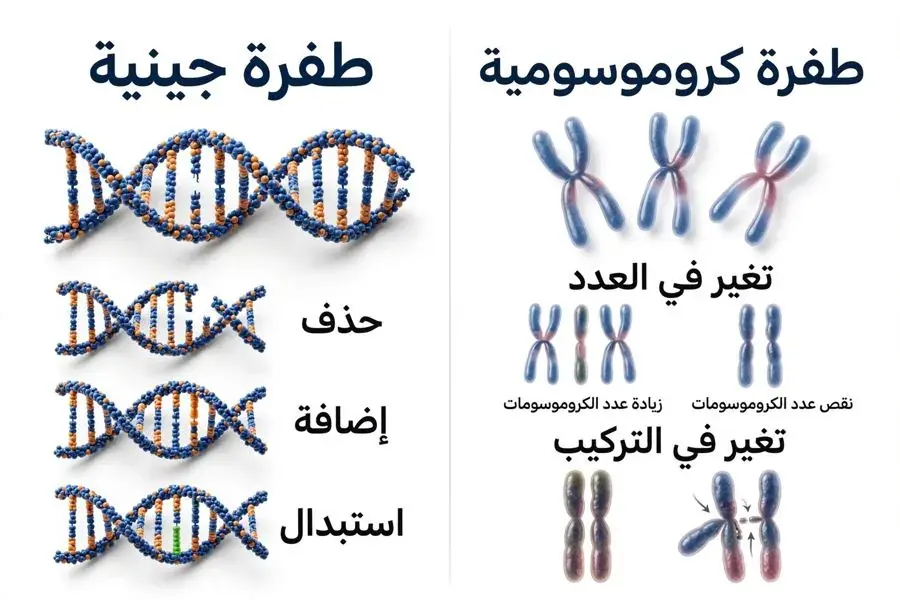 طفرة جينية
حذف
إضافة
استبدال
طفرة كروموسومية
تغير في العدد
زيادة عدد الكروموسومات
نقص عدد الكروموسومات
تغير في التركيب